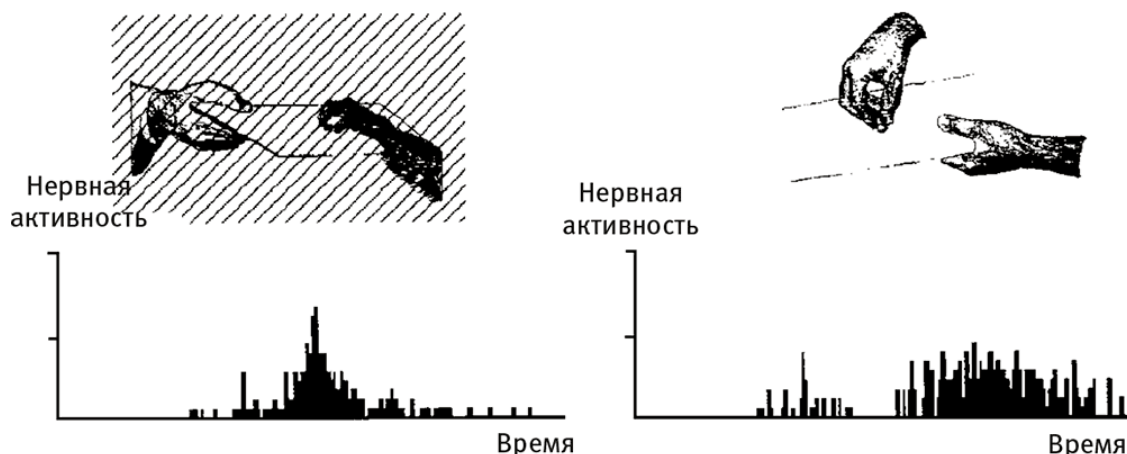 Нервная
активность
Время
Нервная
активность
Время